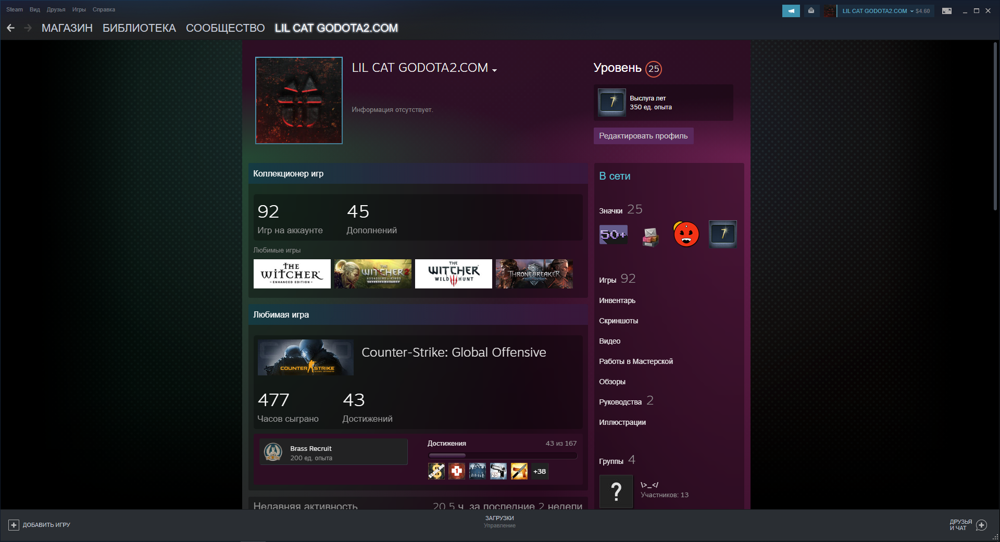 Steam Вид Друзья Игры Справка
LIL CAT GODOTA2.COM $4.60
МАГАЗИН БИБЛИОТЕКА СООБЩЕСТВО LIL CAT GODOTA2.COM
LIL CAT GODOTA2.COM
Информация отсутствует.
Уровень 25
7
Выслуга лет
350 ед. опыта
Редактировать профиль
Коллекционер игр
92 45
Игр на аккаунте Дополнений
Любимые игры
THE WITCHER ENHANCED EDITION
THE WITCHER 2 ASSASSINS OF KINGS ENHANCED EDITION
THE WITCHER WILD HUNT
THRONEBREAKER
Любимая игра
COUNTER STRIKE GLOBAL OFFENSIVE
Counter-Strike: Global Offensive
477 43
Часов сыграно Достижений
Brass Recruit
200 ед. опыта
Достижения 43 из 167
1 25 +38
Недавняя активность 20.5 ч. за последние 2 недели
В сети
Значки 25
50+ 7
Игры 92
Инвентарь
Скриншоты
Видео
Работы в Мастерской
Обзоры
Руководства 2
Иллюстрации
Группы 4
?
\>_</
Участников: 13
ДОБАВИТЬ ИГРУ
ЗАГРУЗКИ
Управление
ДРУЗЬЯ
И ЧАТ